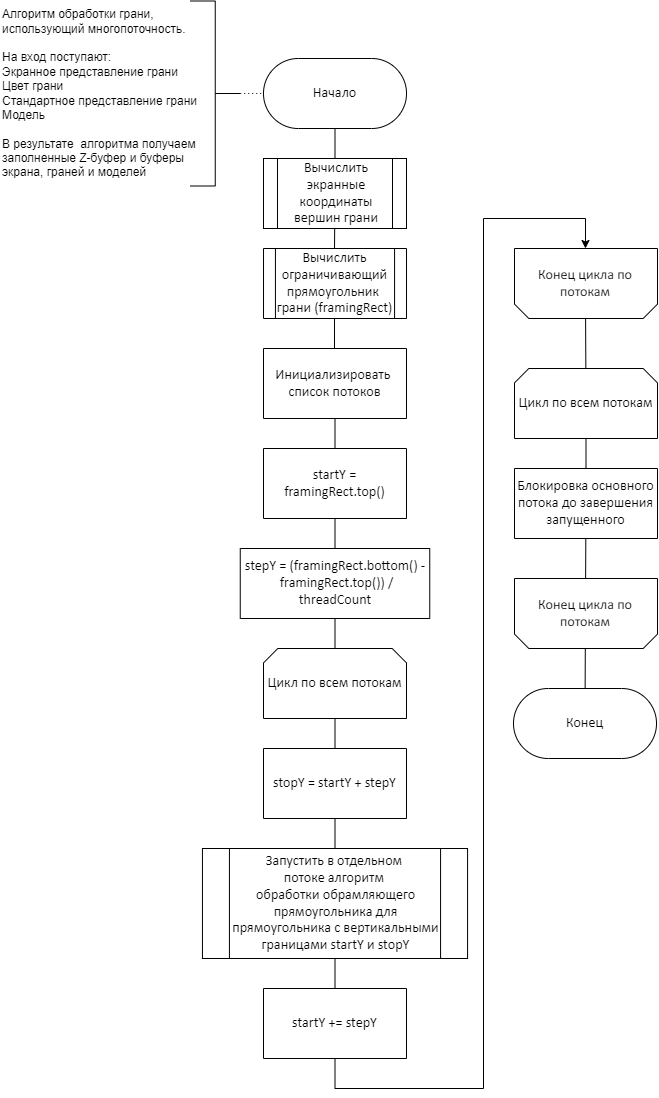 Алгоритм обработки грани,
использующий многопоточность.
На вход поступают:
Экранное представление грани
Цвет грани
Стандартное представление грани
Модель
В результате алгоритма получаем
заполненные Z-буфер и буферы
экрана, граней и моделей
Начало
Вычислить
экранные
координаты
вершин грани
Вычислить
ограничивающий
прямоугольник
грани (framingRect)
Инициализировать
список потоков
startY =
framingRect.top()
stepY = (framingRect.bottom() -
framingRect.top()) /
threadCount
Цикл по всем потокам
stopY = startY + stepY
Запустить в отдельном
потоке алгоритм
обработки обрамляющего
прямоугольника для
прямоугольника с вертикальными
границами startY и stopY
startY += stepY
Конец цикла по
потокам
Цикл по всем потокам
Блокировка основного
потока до завершения
запущенного
Конец цикла по
потокам
Конец